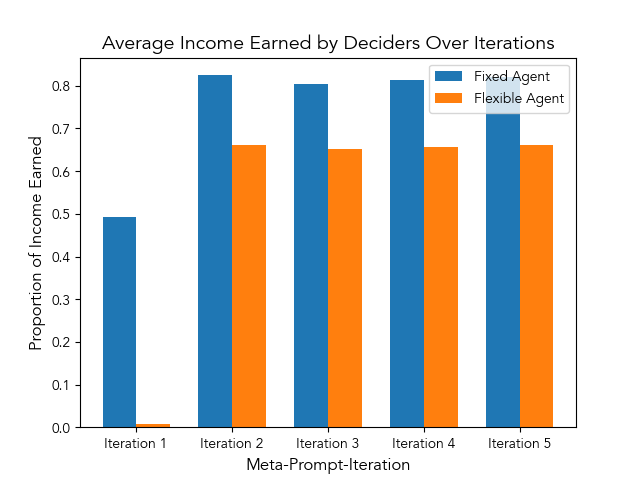 Average Income Earned by Deciders Over Iterations
Fixed Agent
Flexible Agent
Proportion of Income Earned
0.8
0.7
0.6
0.5
0.4
0.3
0.2
0.1
0.0
Iteration 1 Iteration 2 Iteration 3 Iteration 4 Iteration 5
Meta-Prompt-Iteration